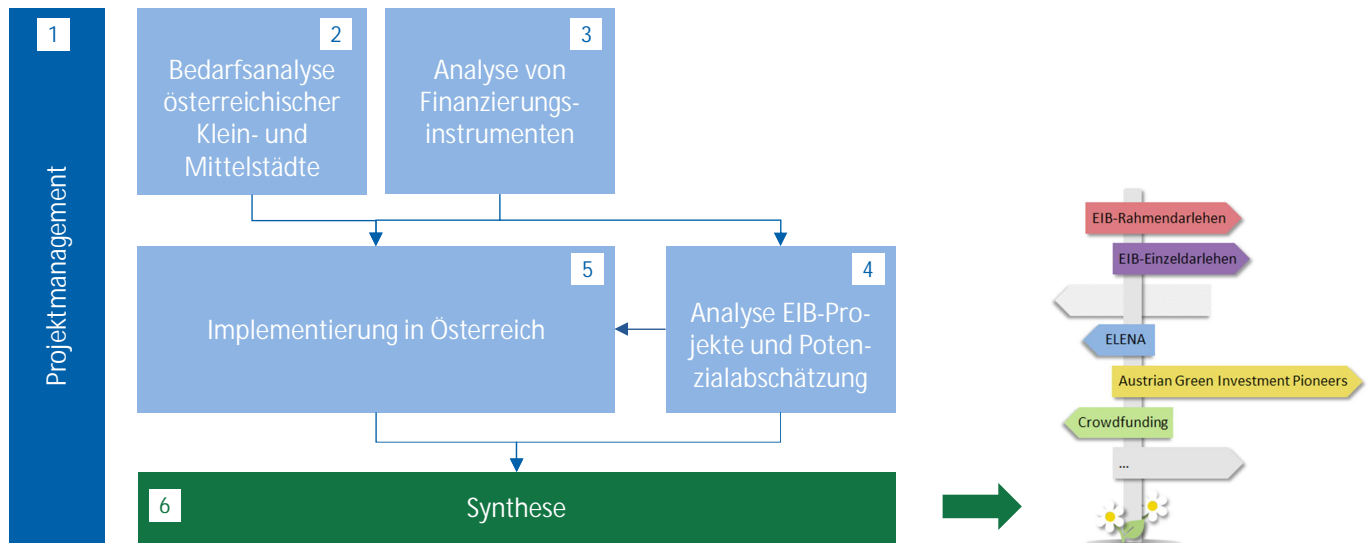 1
Projektmanagement
2
Bedarfsanalyse
österreichischer
Klein- und
Mittelstädte
3
Analyse von
Finanzierungs-
instrumenten
5
Implementierung in Österreich
4
Analyse EIB-Pro-
jekte und Poten-
zialabschätzung
6
Synthese
EIB-Rahmendarlehen
EIB-Einzeldarlehen
ELENA
Austrian Green Investment Pioneers
Crowdfunding
...